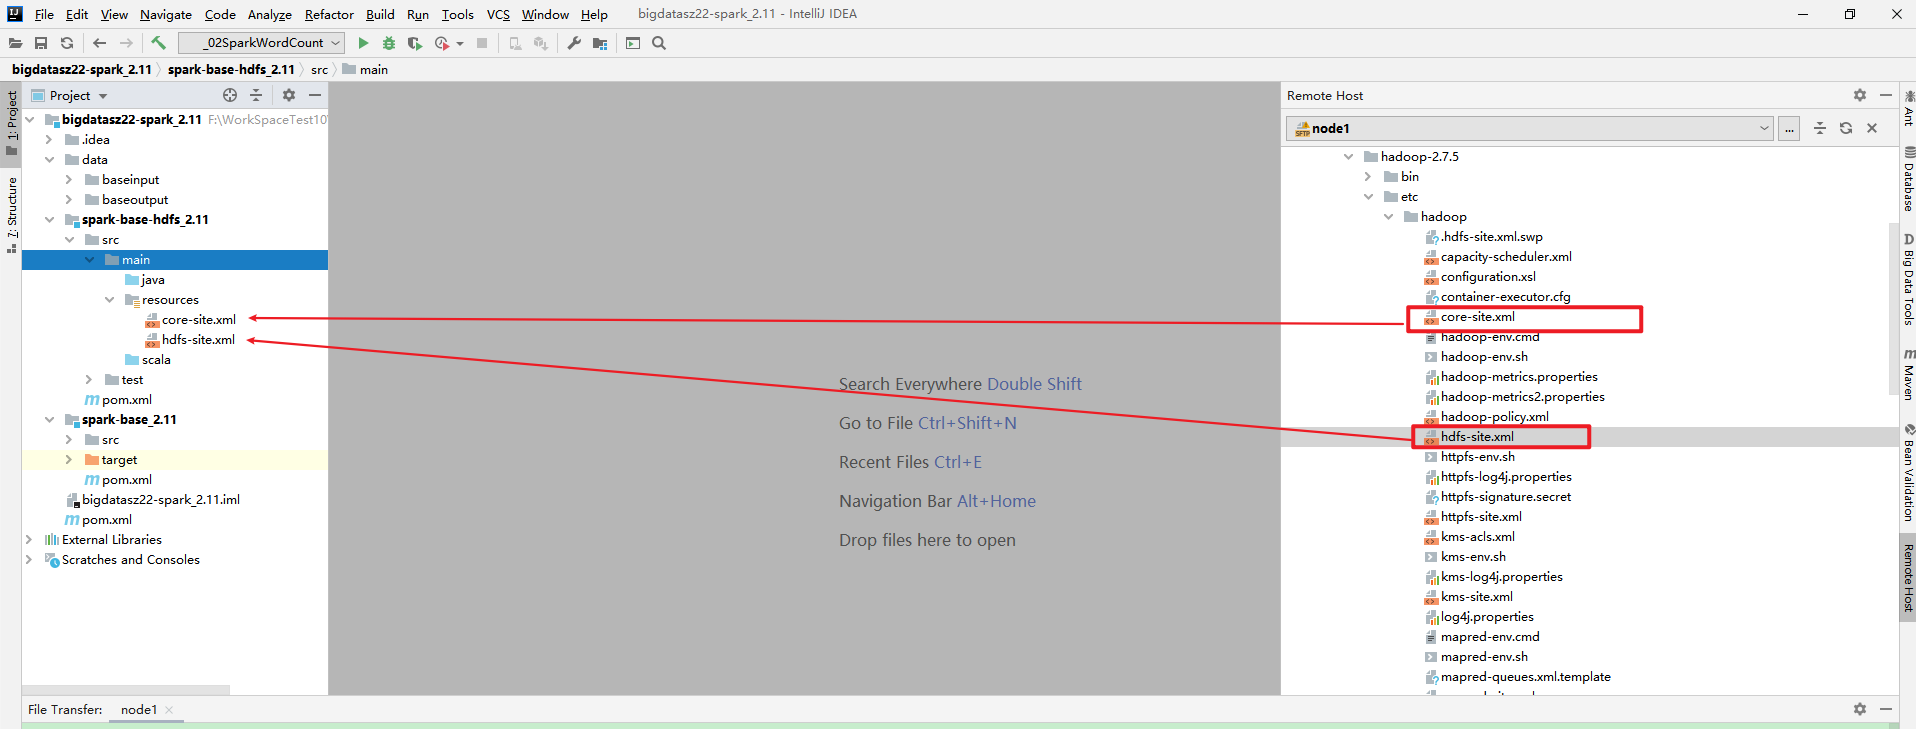 File Edit View Navigate Code Analyze Refactor Build Run Tools VCS Window Help bigdatasz22-spark_2.11 - IntelliJ IDEA
_02SparkWordCount
bigdatasz22-spark_2.11 spark-base-hdfs_2.11 src main
1: Project
7: Structure
Project
bigdatasz22-spark_2.11 F:\WorkSpaceTest10
.idea
data
baseinput
baseoutput
spark-base-hdfs_2.11
src
main
java
resources
core-site.xml
hdfs-site.xml
scala
test
pom.xml
spark-base_2.11
src
target
pom.xml
bigdatasz22-spark_2.11.iml
pom.xml
External Libraries
Scratches and Consoles
Search Everywhere Double Shift
Go to File Ctrl+Shift+N
Recent Files Ctrl+E
Navigation Bar Alt+Home
Drop files here to open
Remote Host
SFTP node1 ...
hadoop-2.7.5
bin
etc
hadoop
.hdfs-site.xml.swp
capacity-scheduler.xml
configuration.xsl
container-executor.cfg
core-site.xml
hadoop-env.cmd
hadoop-env.sh
hadoop-metrics.properties
hadoop-metrics2.properties
hadoop-policy.xml
hdfs-site.xml
httpfs-env.sh
httpfs-log4j.properties
httpfs-signature.secret
httpfs-site.xml
kms-acls.xml
kms-env.sh
kms-log4j.properties
kms-site.xml
log4j.properties
mapred-env.cmd
mapred-env.sh
mapred-queues.xml.template
Ant
Database
Big Data Tools
Maven
Bean Validation
Remote Host
File Transfer: node1